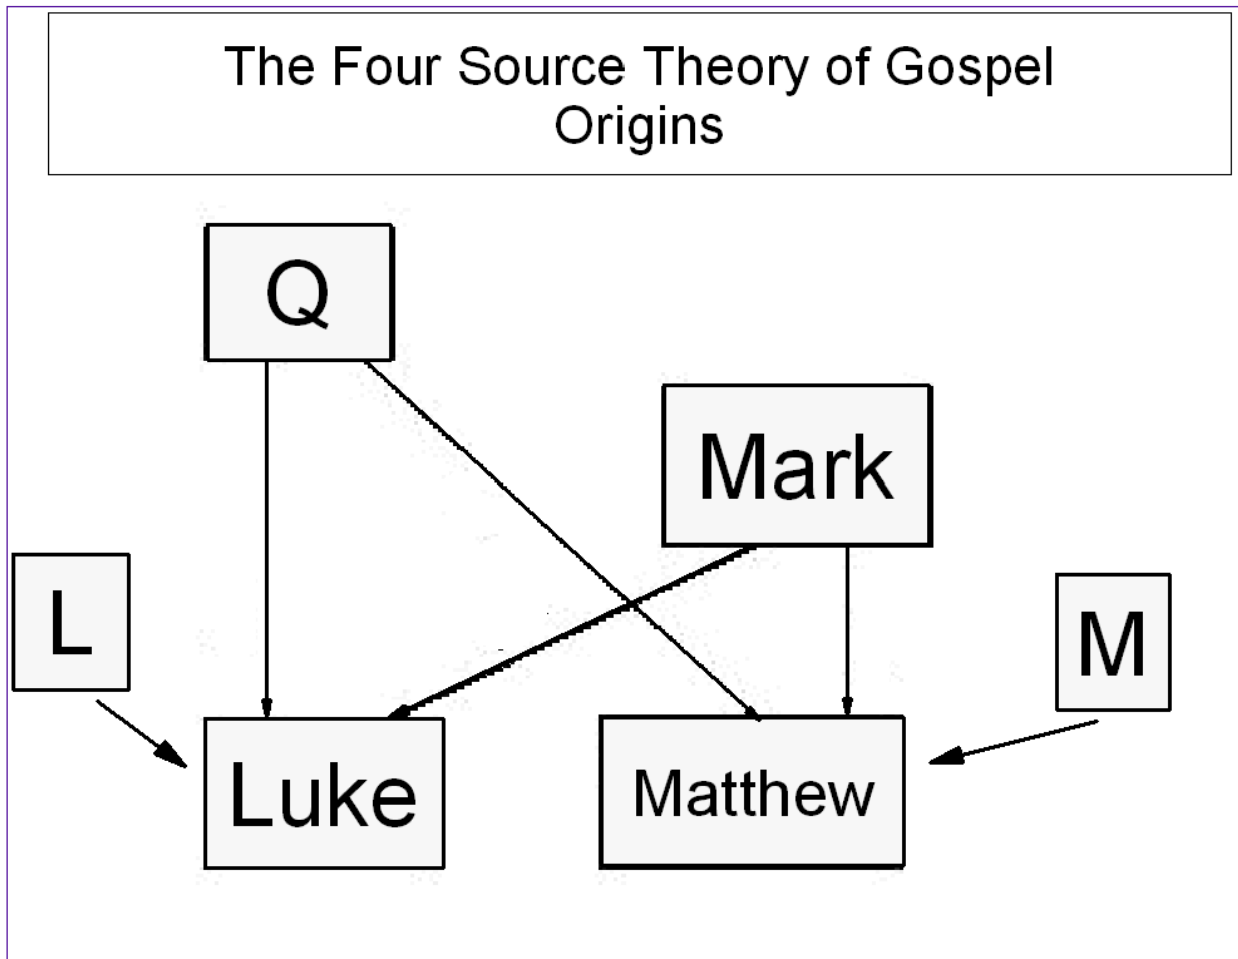 The Four Source Theory of Gospel
Origins
Q
Mark
L
M
Luke
Matthew